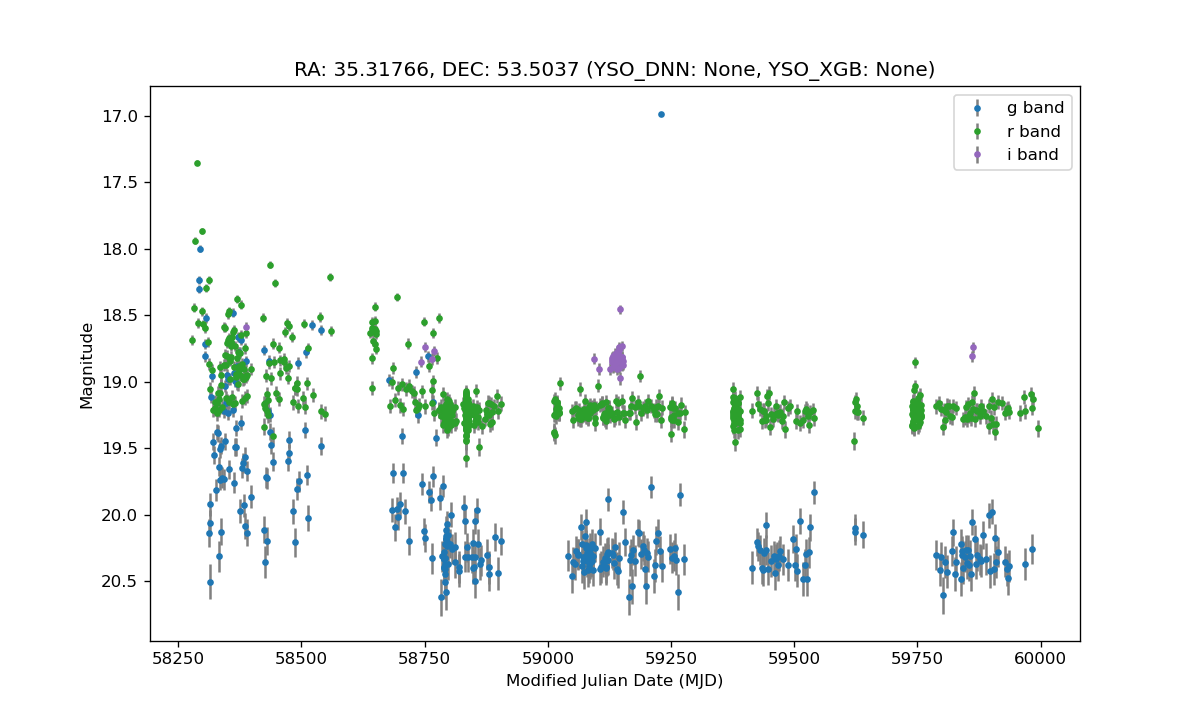 RA: 35.31766, DEC: 53.5037 (YSO_DNN: None, YSO_XGB: None)
g band
r band
i band
17.0
17.5
18.0
18.5
19.0
19.5
20.0
20.5
Magnitude
58250
58500
58750
59000
59250
59500
59750
60000
Modified Julian Date (MJD)